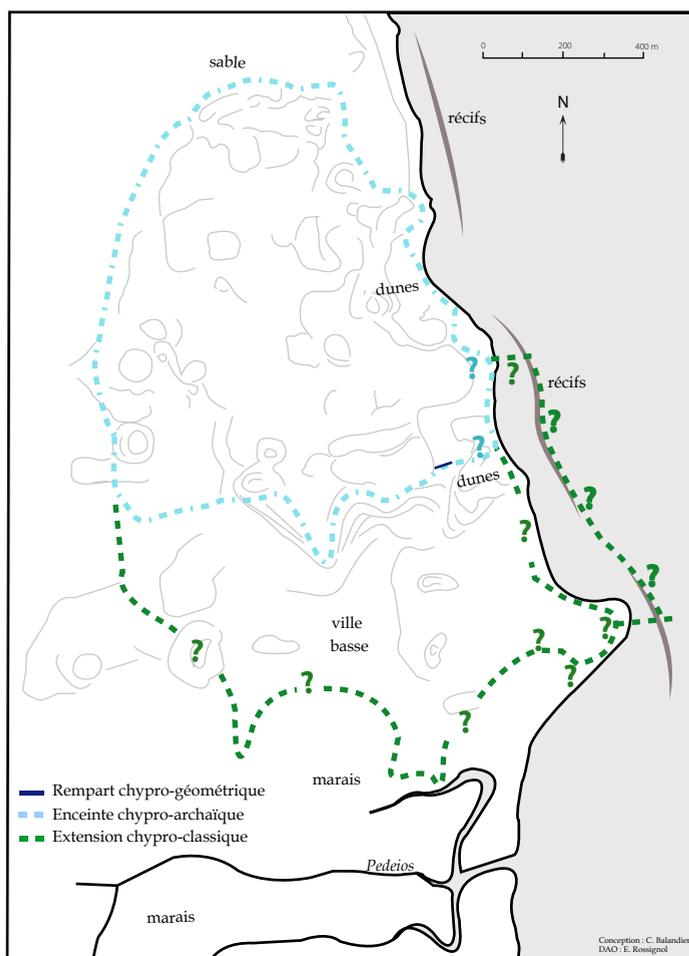 sable
0 200 400 m
récifs
N
dunes
?
?
récifs
?
?
dunes
?
?
?
ville
basse
?
?
?
?
?
?
marais
Rempart chypro-géométrique
Enceinte chypro-archaïque
Extension chypro-classique
Pedeios
marais
Conception : C. Balandier
DAO : E. Rossignol